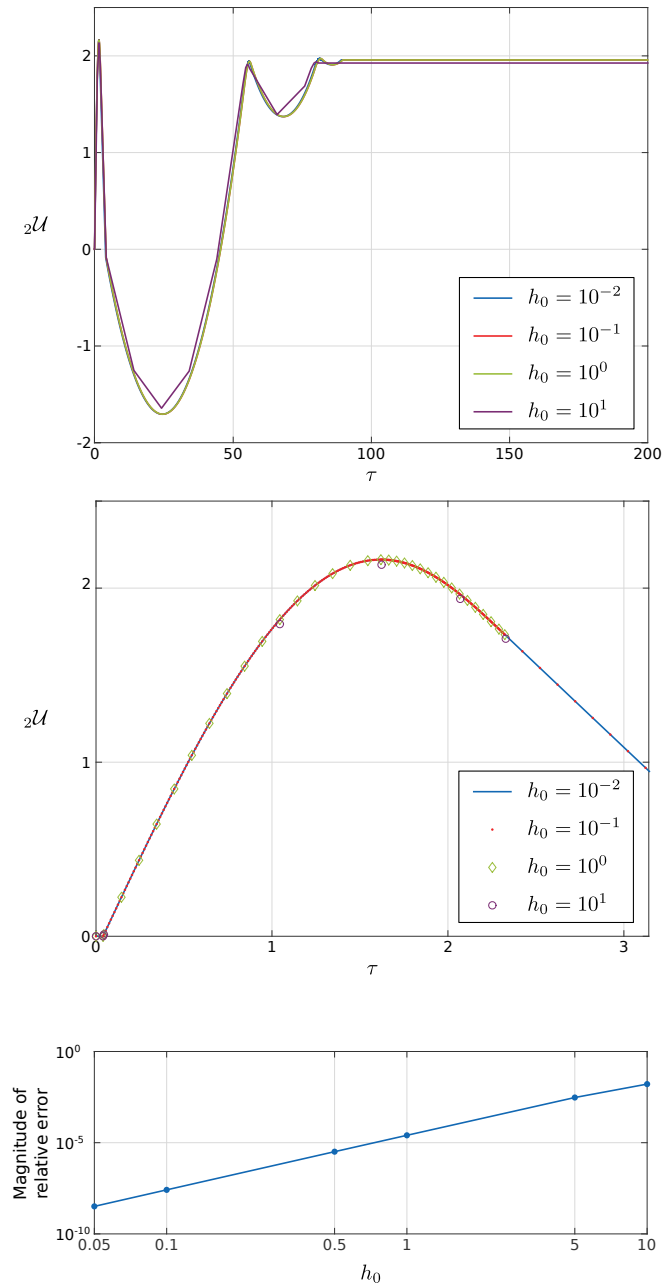 2
1
0
-1
-2
₂𝒰
0
50
100
150
200
τ
h₀ = 10⁻²
h₀ = 10⁻¹
h₀ = 10⁰
h₀ = 10¹
2
1
0
₂𝒰
0
1
2
3
τ
h₀ = 10⁻²
h₀ = 10⁻¹
h₀ = 10⁰
h₀ = 10¹
Magnitude of
relative error
10⁰
10⁻⁵
10⁻¹⁰
0.05
0.1
0.5
1
5
10
h₀